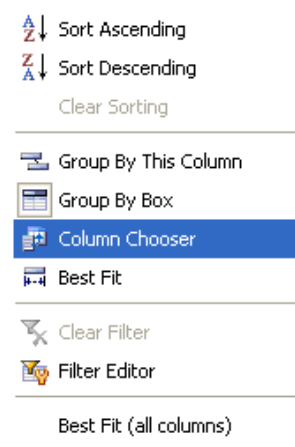 Sort Ascending
Sort Descending
Clear Sorting
Group By This Column
Group By Box
Column Chooser
Best Fit
Clear Filter
Filter Editor
Best Fit (all columns)